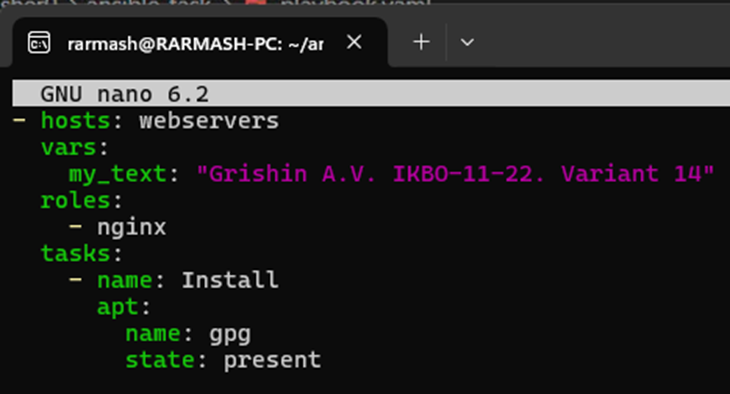 rarmash@RARMASH-PC: ~/ar
GNU nano 6.2
- hosts: webservers
  vars:
    my_text: "Grishin A.V. IKBO-11-22. Variant 14"
  roles:
    - nginx
  tasks:
    - name: Install
      apt:
        name: gpg
        state: present